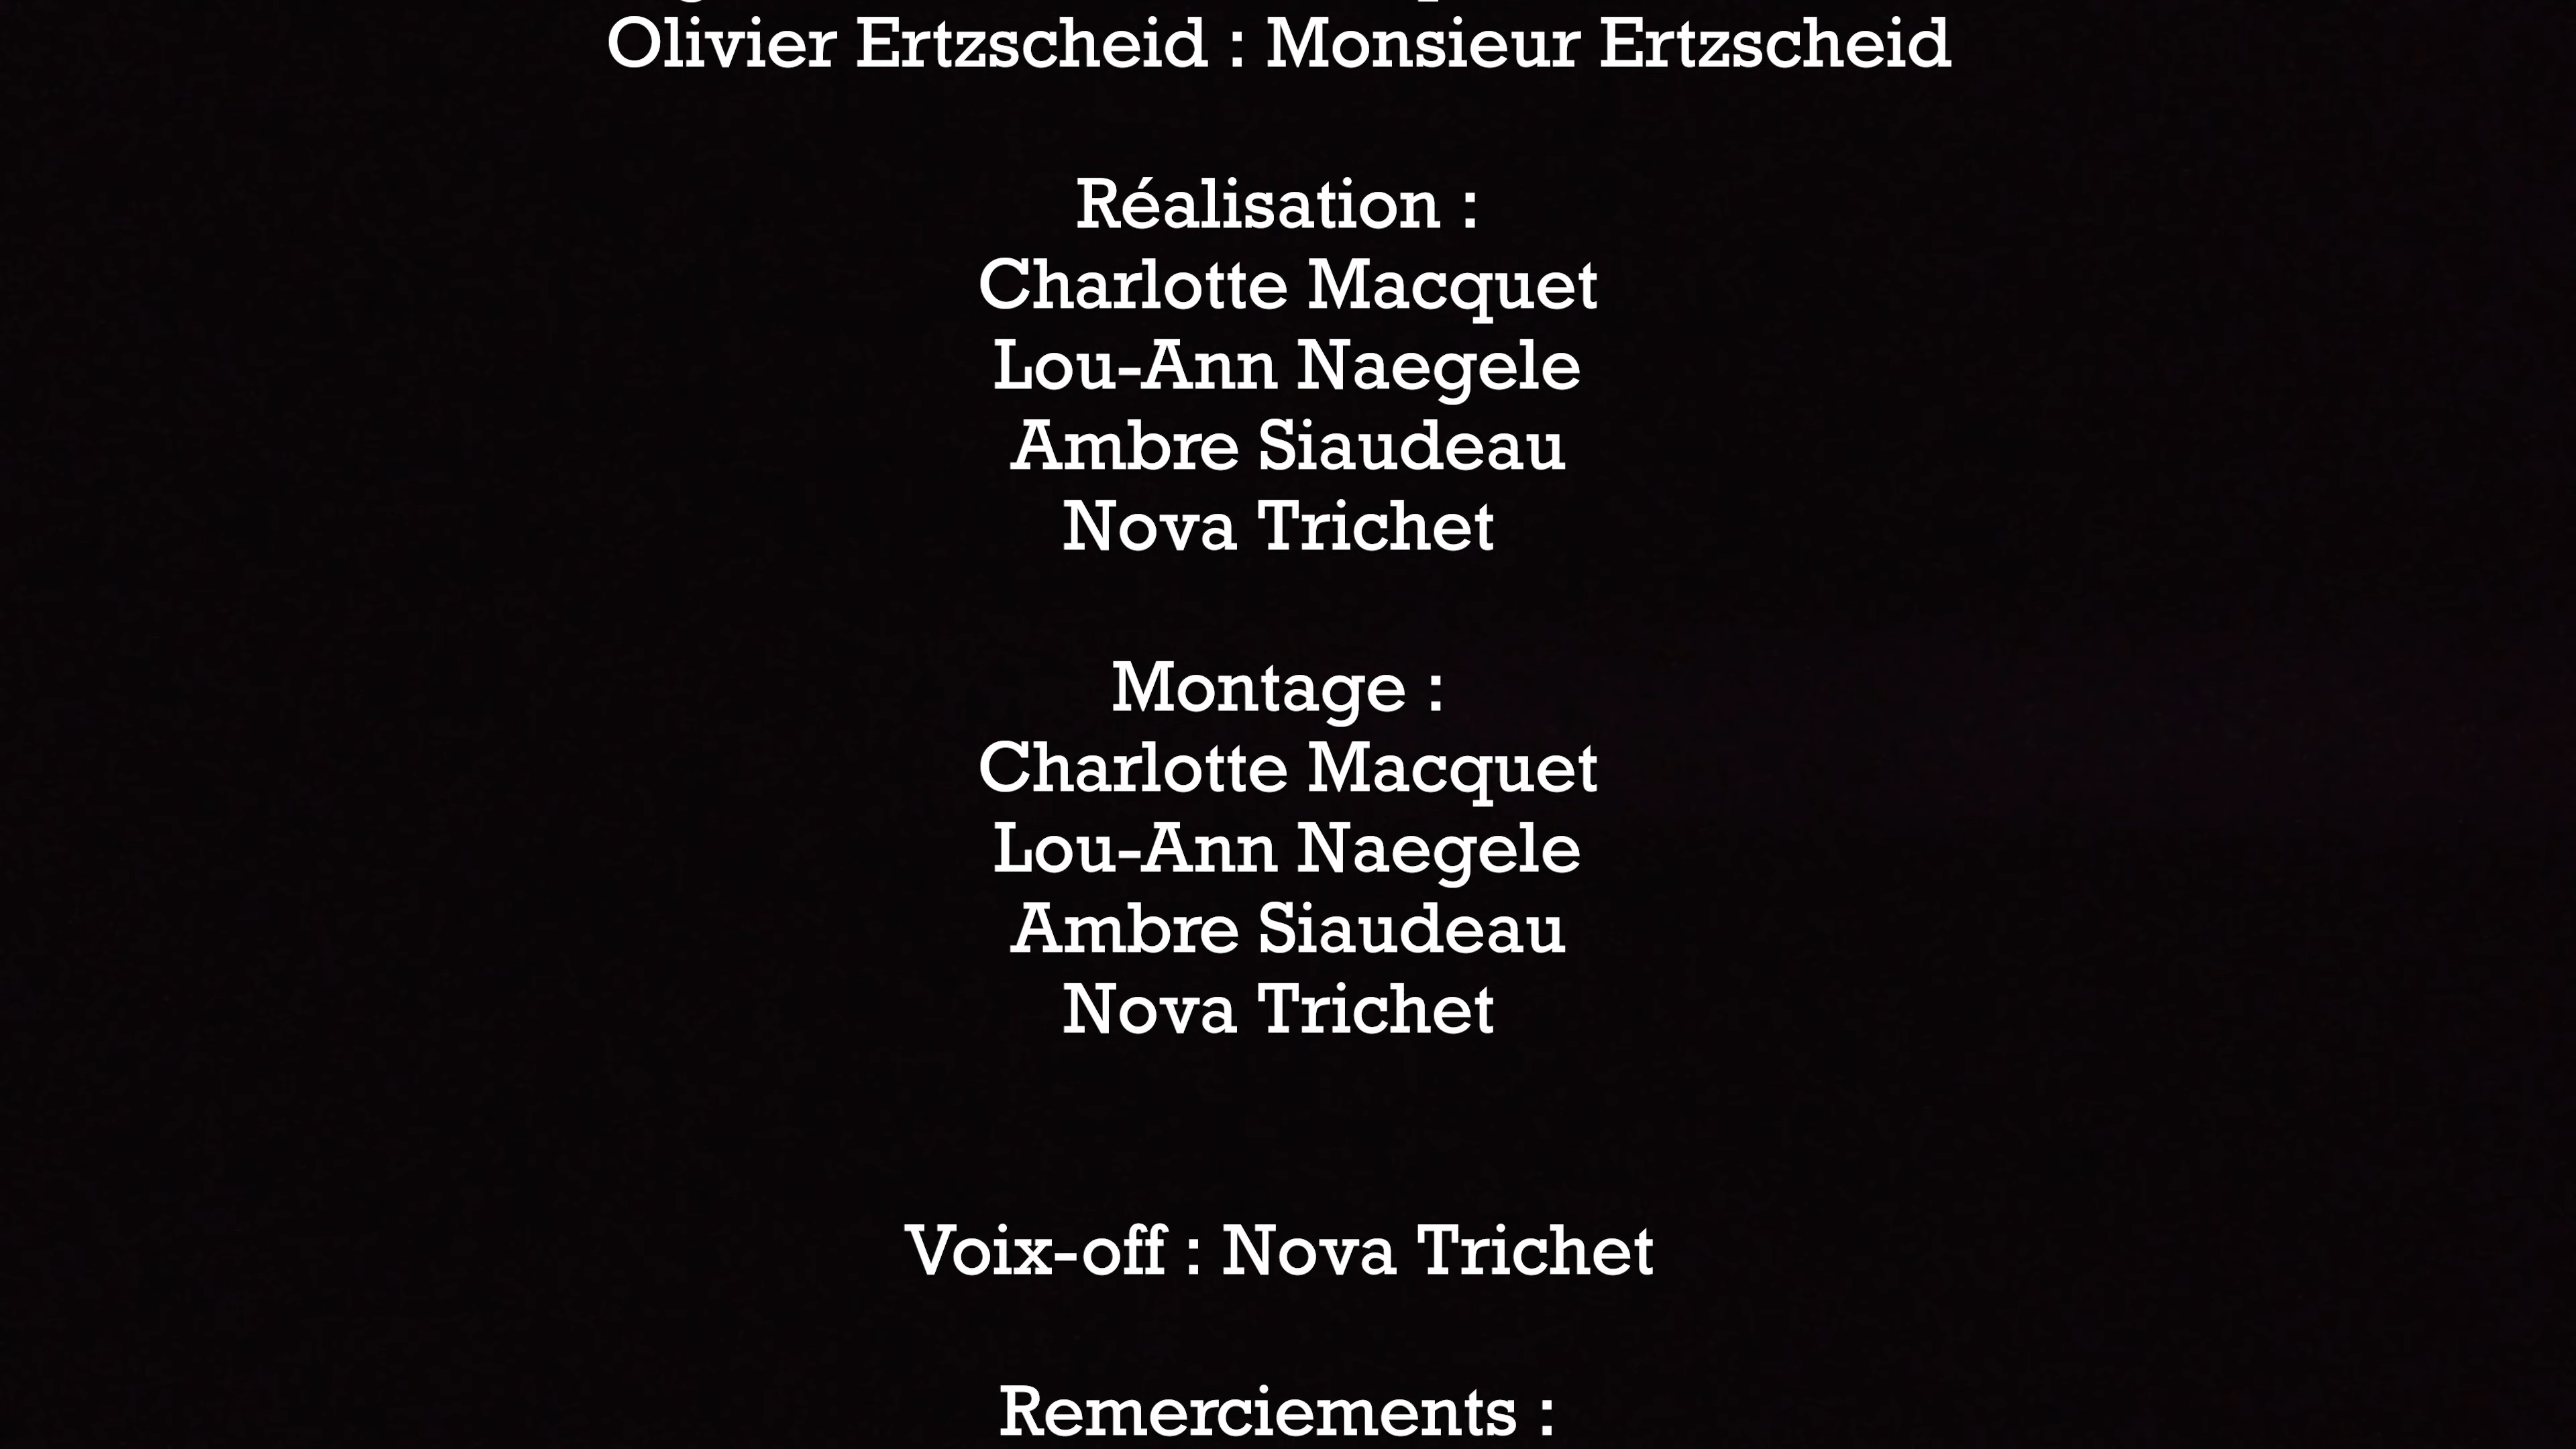 Olivier Ertzscheid : Monsieur Ertzscheid
Réalisation :
Charlotte Macquet
Lou-Ann Naegele
Ambre Siaudeau
Nova Trichet
Montage :
Charlotte Macquet
Lou-Ann Naegele
Ambre Siaudeau
Nova Trichet
Voix-off : Nova Trichet
Remerciements :